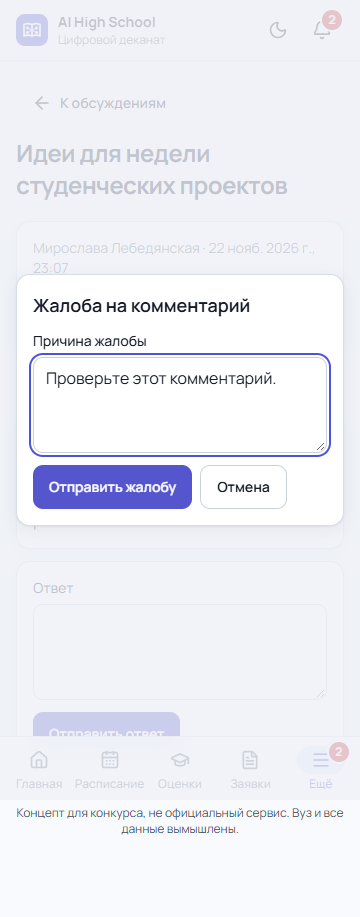 AI High School
Цифровой деканат
2
К обсуждениям
Идеи для недели
студенческих проектов
Мирослава Лебедянская · 22 нояб. 2026 г.,
23:07
Жалоба на комментарий
Причина жалобы
Проверьте этот комментарий.
Отправить жалобу
Отмена
Ответ
Отправить ответ
2
Главная
Расписание
Оценки
Заявки
Ещё
Концепт для конкурса, не официальный сервис. Вуз и все
данные вымышлены.